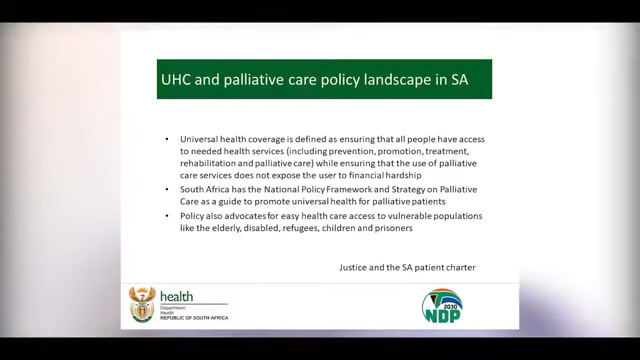 UHC and palliative care policy landscape in SA
• Universal health coverage is defined as ensuring that all people have access
to needed health services (including prevention, promotion, treatment,
rehabilitation and palliative care) while ensuring that the use of palliative
care services does not expose the user to financial hardship
• South Africa has the National Policy Framework and Strategy on Palliative
Care as a guide to promote universal health for palliative patients
• Policy also advocates for easy health care access to vulnerable populations
like the elderly, disabled, refugees, children and prisoners
Justice and the SA patient charter
health
Department:
Health
REPUBLIC OF SOUTH AFRICA
2030
NDP